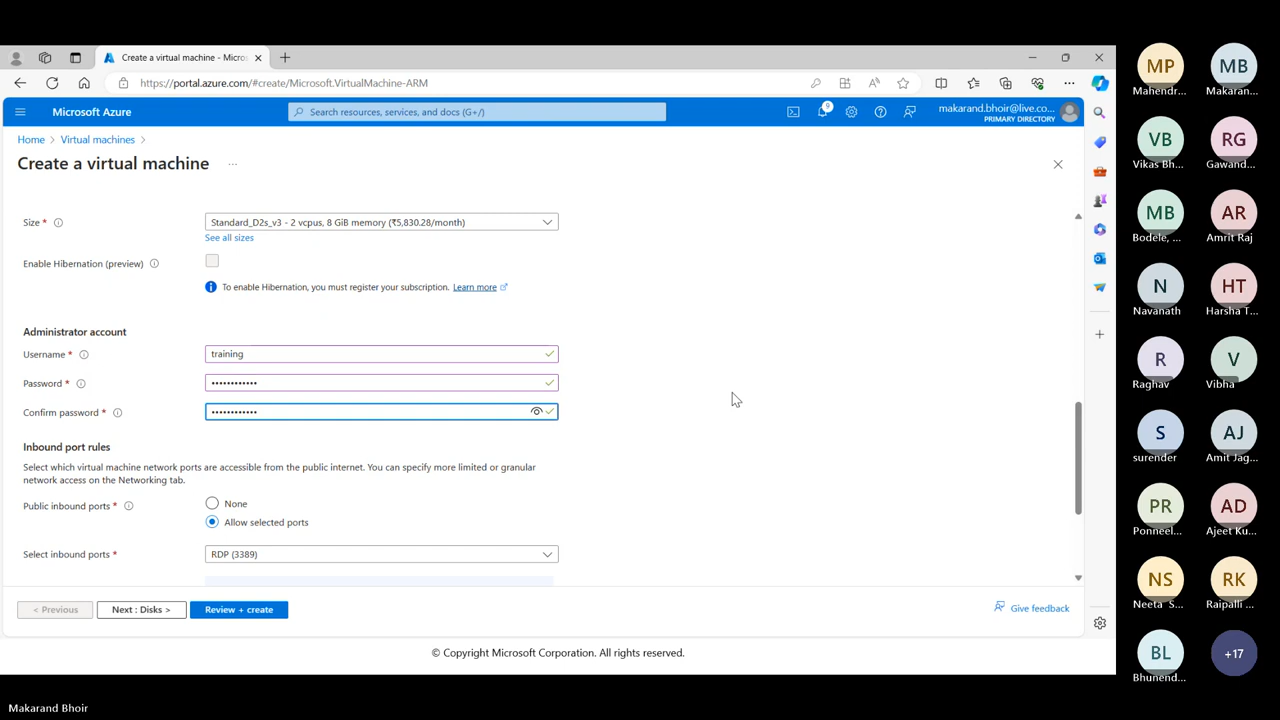 Create a virtual machine - Micros
https://portal.azure.com/#create/Microsoft.VirtualMachine-ARM
Microsoft Azure
Search resources, services, and docs (G+/)
9
makarand.bhoir@live.co...
PRIMARY DIRECTORY
Home > Virtual machines >
Create a virtual machine ...
Size *
Standard_D2s_v3 - 2 vcpus, 8 GiB memory (₹5,830.28/month)
See all sizes
Enable Hibernation (preview)
To enable Hibernation, you must register your subscription. Learn more
Administrator account
Username *
training
Password *
••••••••••••
Confirm password *
••••••••••••
Inbound port rules
Select which virtual machine network ports are accessible from the public internet. You can specify more limited or granular
network access on the Networking tab.
Public inbound ports *
None
Allow selected ports
Select inbound ports *
RDP (3389)
< Previous
Next : Disks >
Review + create
Give feedback
© Copyright Microsoft Corporation. All rights reserved.
Makarand Bhoir
MP
Mahendr...
MB
Makaran...
VB
Vikas Bh...
RG
Gawand...
MB
Bodele, ...
AR
Amrit Raj
N
Navanath
HT
Harsha T...
R
Raghav
V
Vibha
S
surender
AJ
Amit Jag...
PR
Ponneel...
AD
Ajeet Ku...
NS
Neeta S...
RK
Raipalli ...
BL
Bhunend...
+17